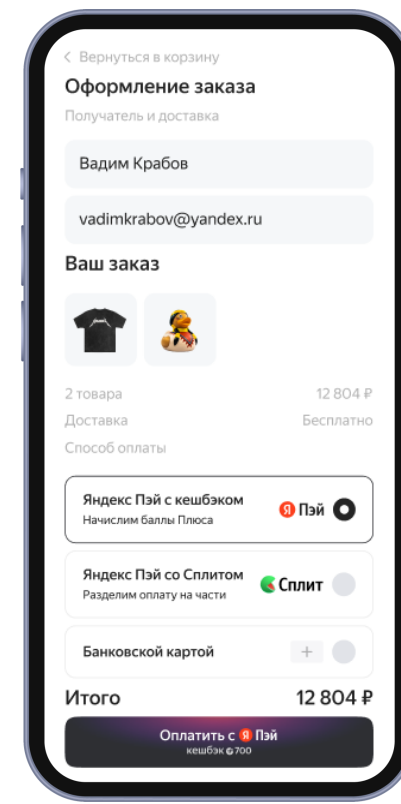 < Вернуться в корзину
Оформление заказа
Получатель и доставка
Вадим Крабов
vadimkrabov@yandex.ru
Ваш заказ
2 товара 12 804 ₽
Доставка Бесплатно
Способ оплаты
Яндекс Пэй с кешбэком
Начислим баллы Плюса
Я Пэй
Яндекс Пэй со Сплитом
Разделим оплату на части
Сплит
Банковской картой +
Итого 12 804 ₽
Оплатить с Я Пэй
кешбэк 700